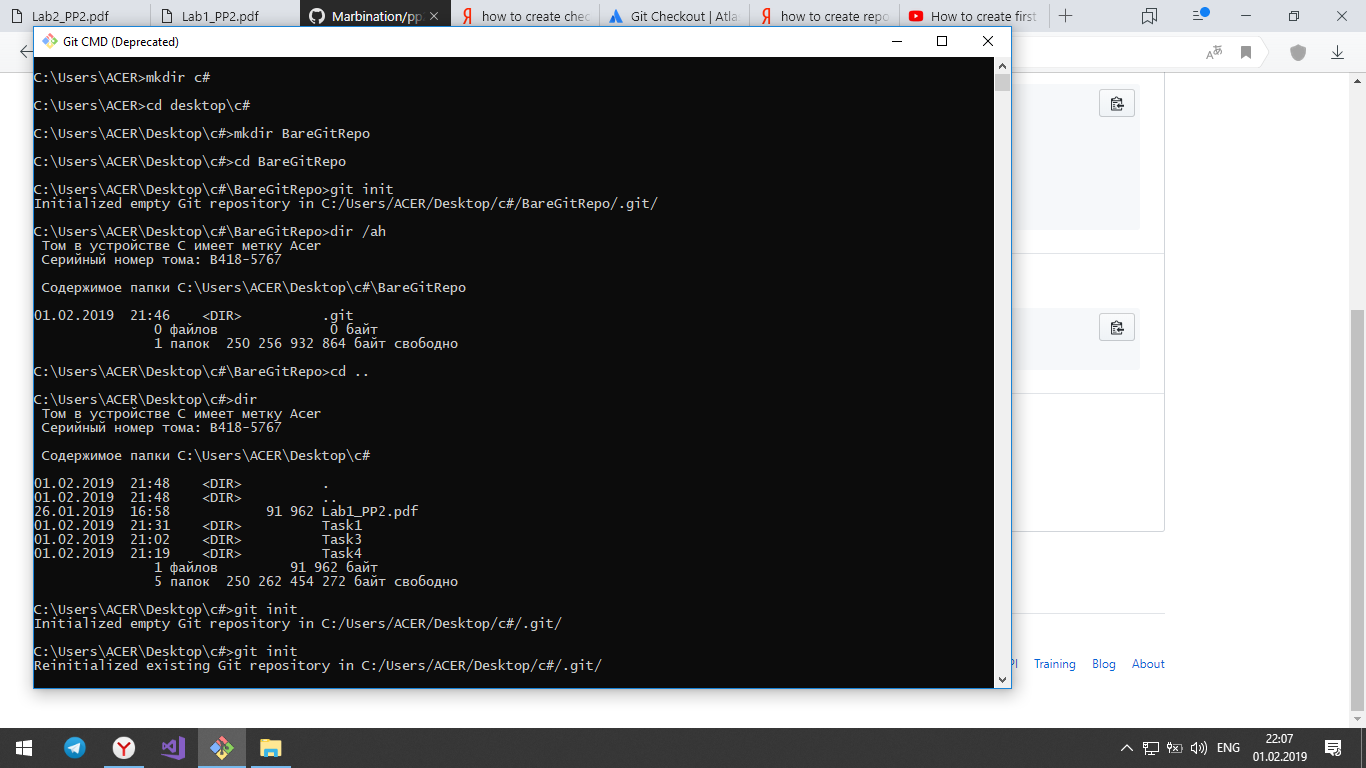 Lab2_PP2.pdf
Lab1_PP2.pdf
Marbination/pp
how to create chec
Git Checkout | Atla
how to create repo
How to create first
Git CMD (Deprecated)
C:\Users\ACER>mkdir c#
C:\Users\ACER>cd desktop\c#
C:\Users\ACER\Desktop\c#>mkdir BareGitRepo
C:\Users\ACER\Desktop\c#>cd BareGitRepo
C:\Users\ACER\Desktop\c#\BareGitRepo>git init
Initialized empty Git repository in C:/Users/ACER/Desktop/c#/BareGitRepo/.git/
C:\Users\ACER\Desktop\c#\BareGitRepo>dir /ah
Том в устройстве C имеет метку Acer
Серийный номер тома: B418-5767
Содержимое папки C:\Users\ACER\Desktop\c#\BareGitRepo
01.02.2019 21:46 <DIR> .git
0 файлов 0 байт
1 папок 250 256 932 864 байт свободно
C:\Users\ACER\Desktop\c#\BareGitRepo>cd ..
C:\Users\ACER\Desktop\c#>dir
Том в устройстве C имеет метку Acer
Серийный номер тома: B418-5767
Содержимое папки C:\Users\ACER\Desktop\c#
01.02.2019 21:48 <DIR> .
01.02.2019 21:48 <DIR> ..
26.01.2019 16:58 91 962 Lab1_PP2.pdf
01.02.2019 21:31 <DIR> Task1
01.02.2019 21:02 <DIR> Task3
01.02.2019 21:19 <DIR> Task4
1 файлов 91 962 байт
5 папок 250 262 454 272 байт свободно
C:\Users\ACER\Desktop\c#>git init
Initialized empty Git repository in C:/Users/ACER/Desktop/c#/.git/
C:\Users\ACER\Desktop\c#>git init
Reinitialized existing Git repository in C:/Users/ACER/Desktop/c#/.git/
Training Blog About
ENG
22:07
01.02.2019